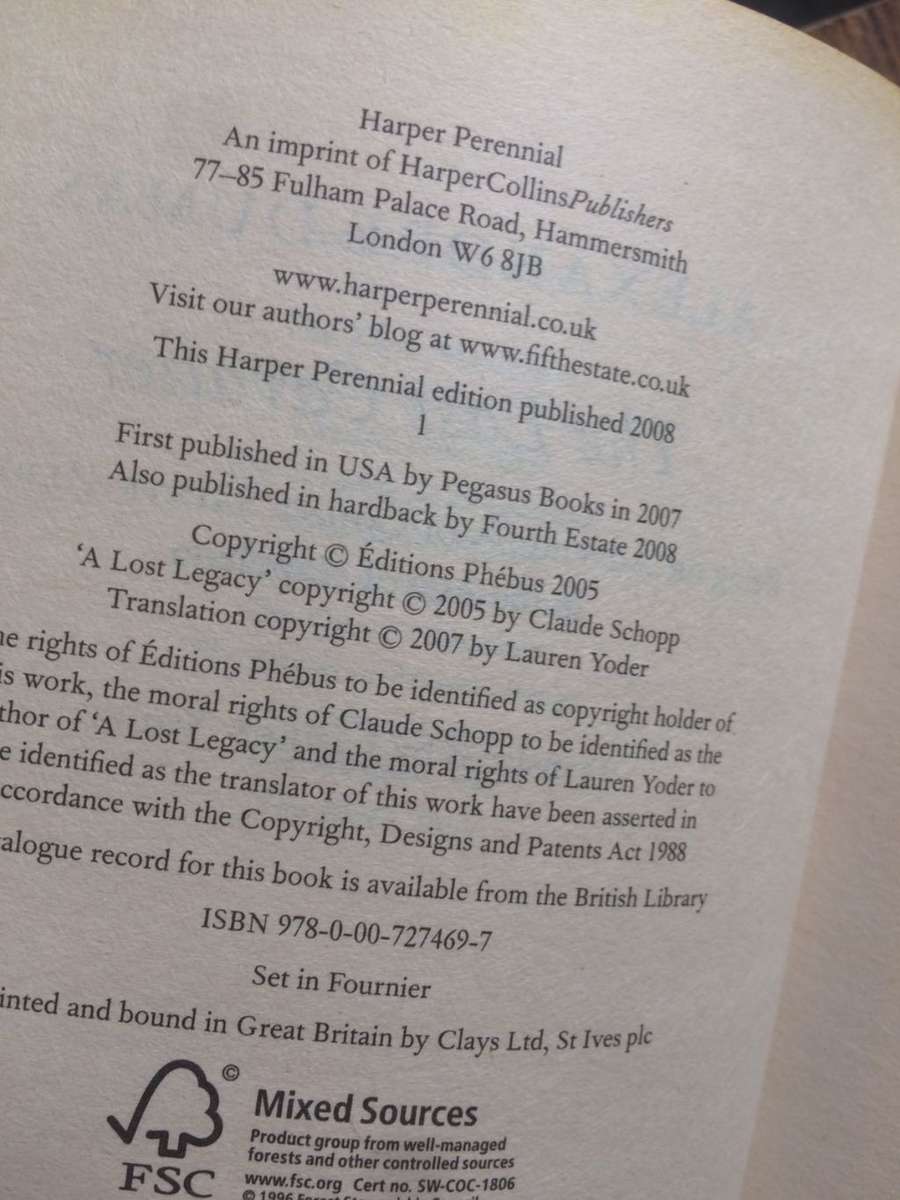 Harper Perennial
An imprint of HarperCollinsPublishers
77–85 Fulham Palace Road, Hammersmith
London W6 8JB
www.harperperennial.co.uk
Visit our authors’ blog at www.fifthestate.co.uk
This Harper Perennial edition published 2008
1
First published in USA by Pegasus Books in 2007
Also published in hardback by Fourth Estate 2008
Copyright © Éditions Phébus 2005
‘A Lost Legacy’ copyright © 2005 by Claude Schopp
Translation copyright © 2007 by Lauren Yoder
he rights of Éditions Phébus to be identified as copyright holder of
is work, the moral rights of Claude Schopp to be identified as the
thor of ‘A Lost Legacy’ and the moral rights of Lauren Yoder to
e identified as the translator of this work have been asserted in
ccordance with the Copyright, Designs and Patents Act 1988
alogue record for this book is available from the British Library
ISBN 978-0-00-727469-7
Set in Fournier
inted and bound in Great Britain by Clays Ltd, St Ives plc
©
Mixed Sources
Product group from well-managed
forests and other controlled sources
FSC
www.fsc.org Cert no. SW-COC-1806
© 1996 Forest